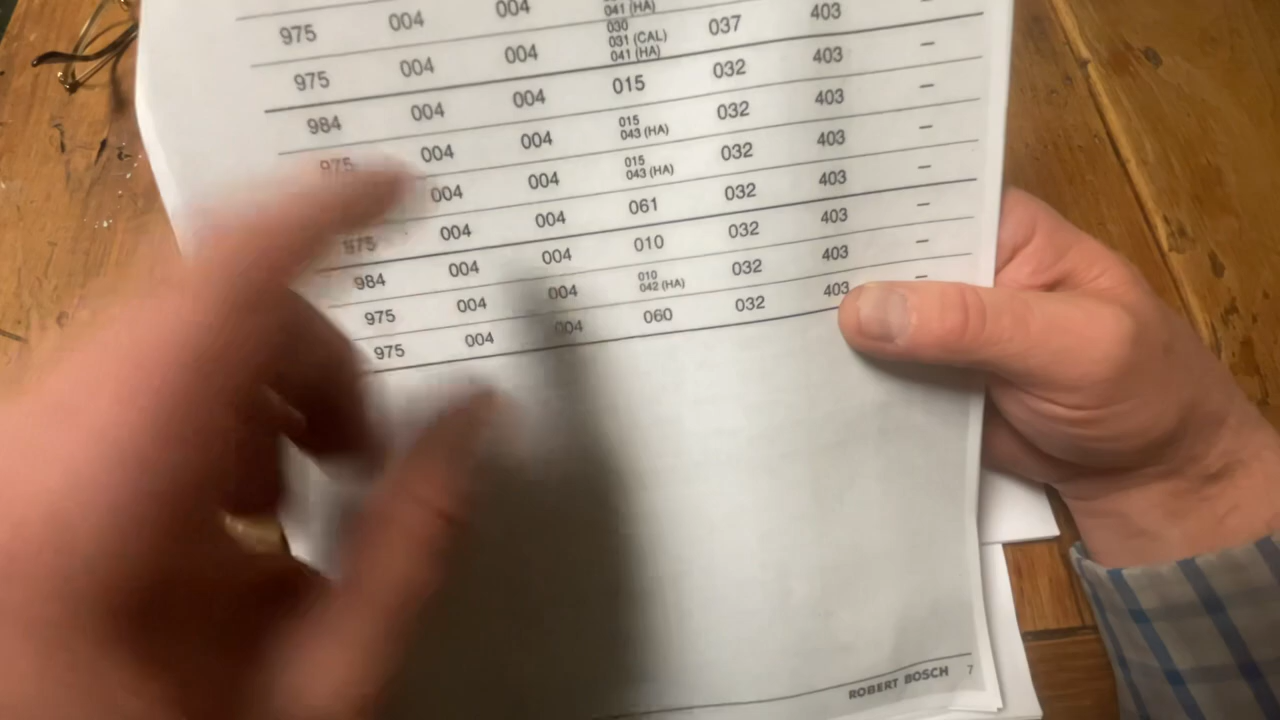 975 004 004 041 (HA)
975 004 004 030 037 403 –
031 (CAL)
041 (HA)
984 004 004 015 032 403 –
975 004 004 015 032 403 –
043 (HA)
004 004 015 032 403 –
043 (HA)
975 004 004 061 032 403 –
984 004 004 010 032 403 –
975 004 004 010 032 403 –
042 (HA)
975 004 004 060 032 403 –
ROBERT BOSCH 7